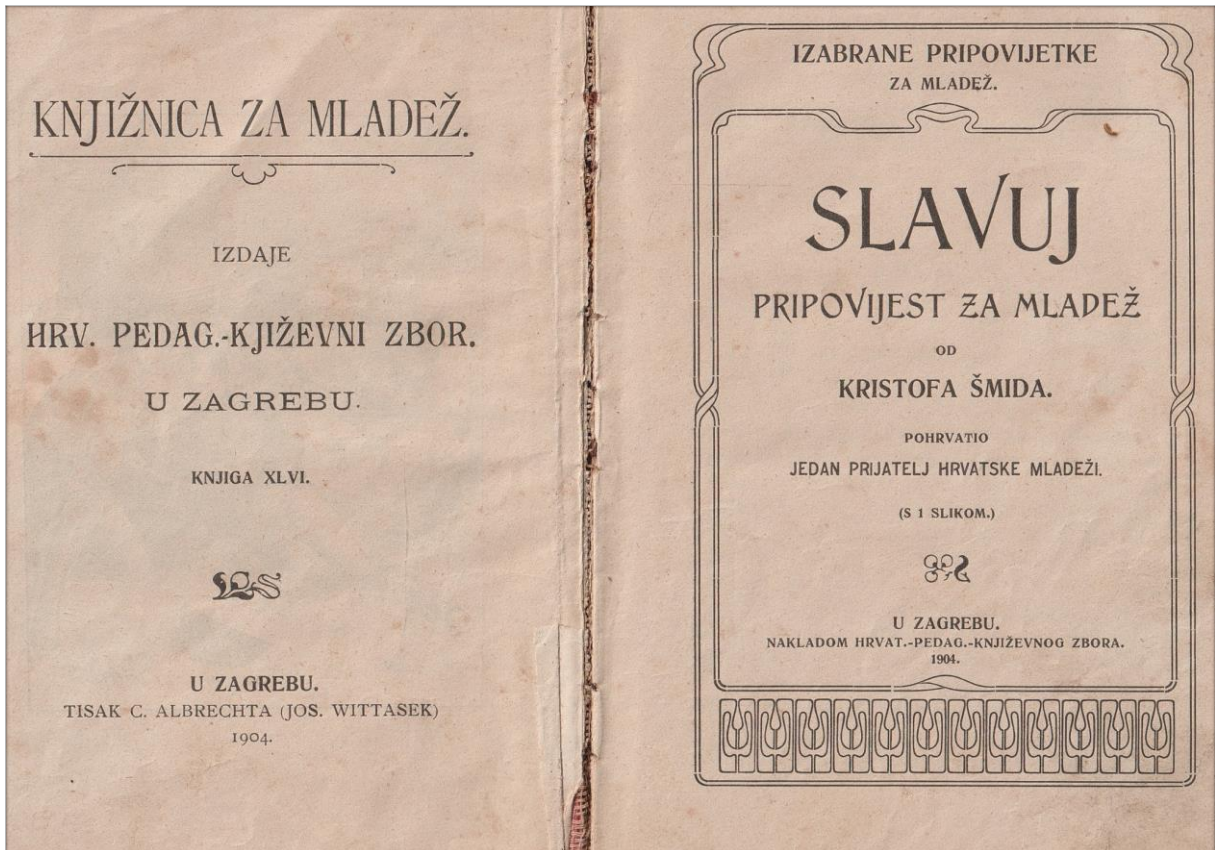 KNJIŽNICA ZA MLADEŽ.
IZDAJE
HRV. PEDAG.-KJIŽEVNI ZBOR.
U ZAGREBU.
KNJIGA XLVI.
U ZAGREBU.
TISAK C. ALBRECHTA (JOS. WITTASEK)
1904.
IZABRANE PRIPOVIJETKE
ZA MLADEŽ.
SLAVUJ
PRIPOVIJEST ZA MLADEŽ
OD
KRISTOFA ŠMIDA.
POHRVATIO
JEDAN PRIJATELJ HRVATSKE MLADEŽI.
(S 1 SLIKOM.)
U ZAGREBU.
NAKLADOM HRVAT.-PEDAG.-KNJIŽEVNOG ZBORA.
1904.